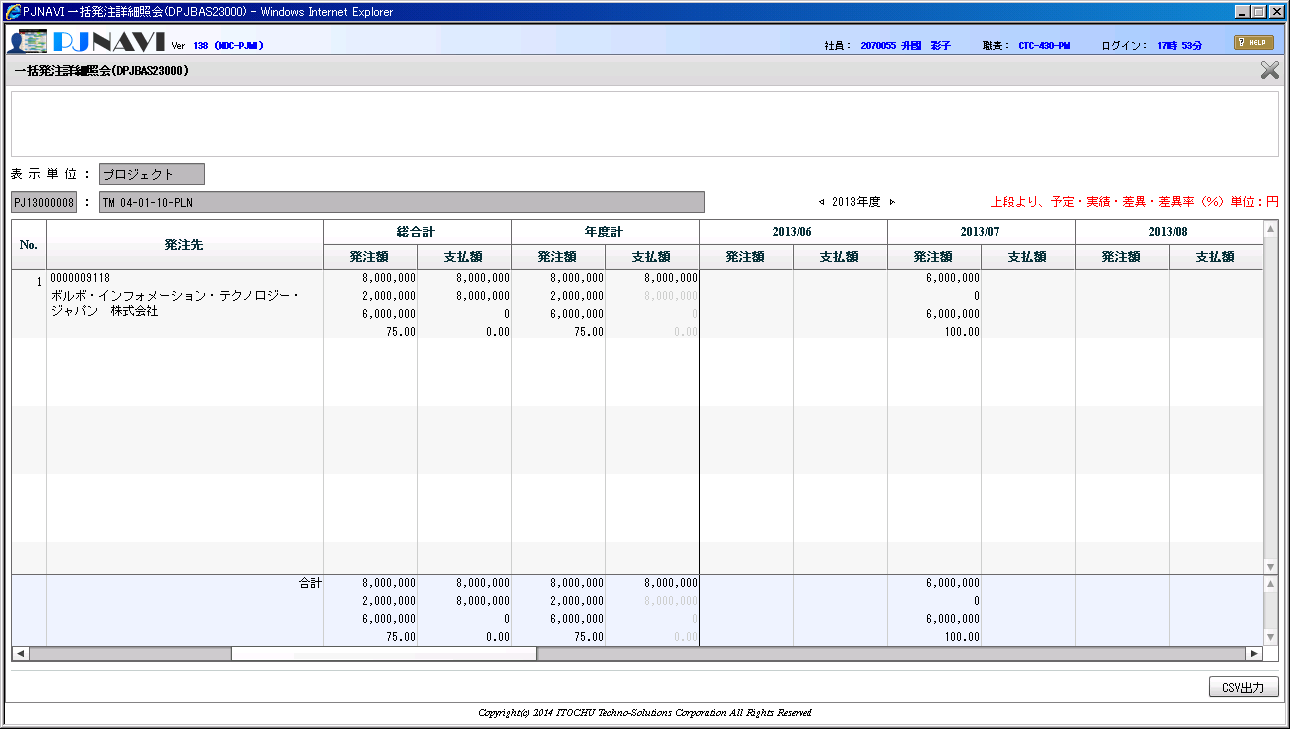 PJNAVI 一括発注詳細照会(DPJBAS23000) - Windows Internet Explorer
PJNAVI Ver 138 (NDC-PJMI) 社員： 2070055 升國 彩子 職責： CTC-430-PM ログイン： 17時 53分 ? HELP
一括発注詳細照会(DPJBAS23000)
表示単位： プロジェクト
PJ13000008 ： TM 04-01-10-PLN 2013年度 上段より、予定・実績・差異・差異率（％）単位：円
No. 発注先 総合計 年度計 2013/06 2013/07 2013/08
発注額 支払額 発注額 支払額 発注額 支払額 発注額 支払額 発注額 支払額
1 0000009118 8,000,000 8,000,000 8,000,000 8,000,000 6,000,000
ボルボ・インフォメーション・テクノロジー・ 2,000,000 8,000,000 2,000,000 8,000,000 0
ジャパン 株式会社 6,000,000 0 6,000,000 0 6,000,000
75.00 0.00 75.00 0.00 100.00
合計 8,000,000 8,000,000 8,000,000 8,000,000 6,000,000
2,000,000 8,000,000 2,000,000 8,000,000 0
6,000,000 0 6,000,000 0 6,000,000
75.00 0.00 75.00 0.00 100.00
CSV出力
Copyright(c) 2014 ITOCHU Techno-Solutions Corporation All Rights Reserved